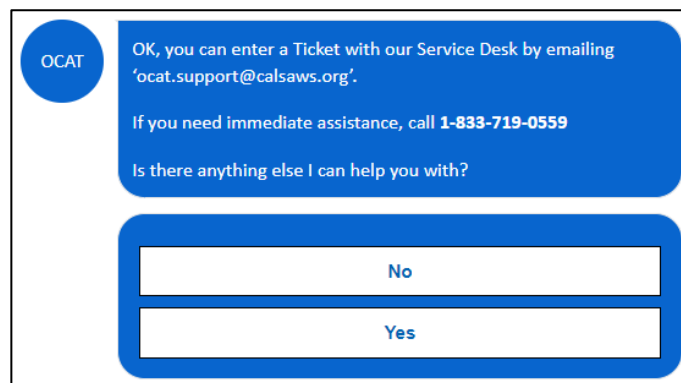 OCAT
OK, you can enter a Ticket with our Service Desk by emailing
‘ocat.support@calsaws.org’.
If you need immediate assistance, call 1-833-719-0559
Is there anything else I can help you with?
No
Yes